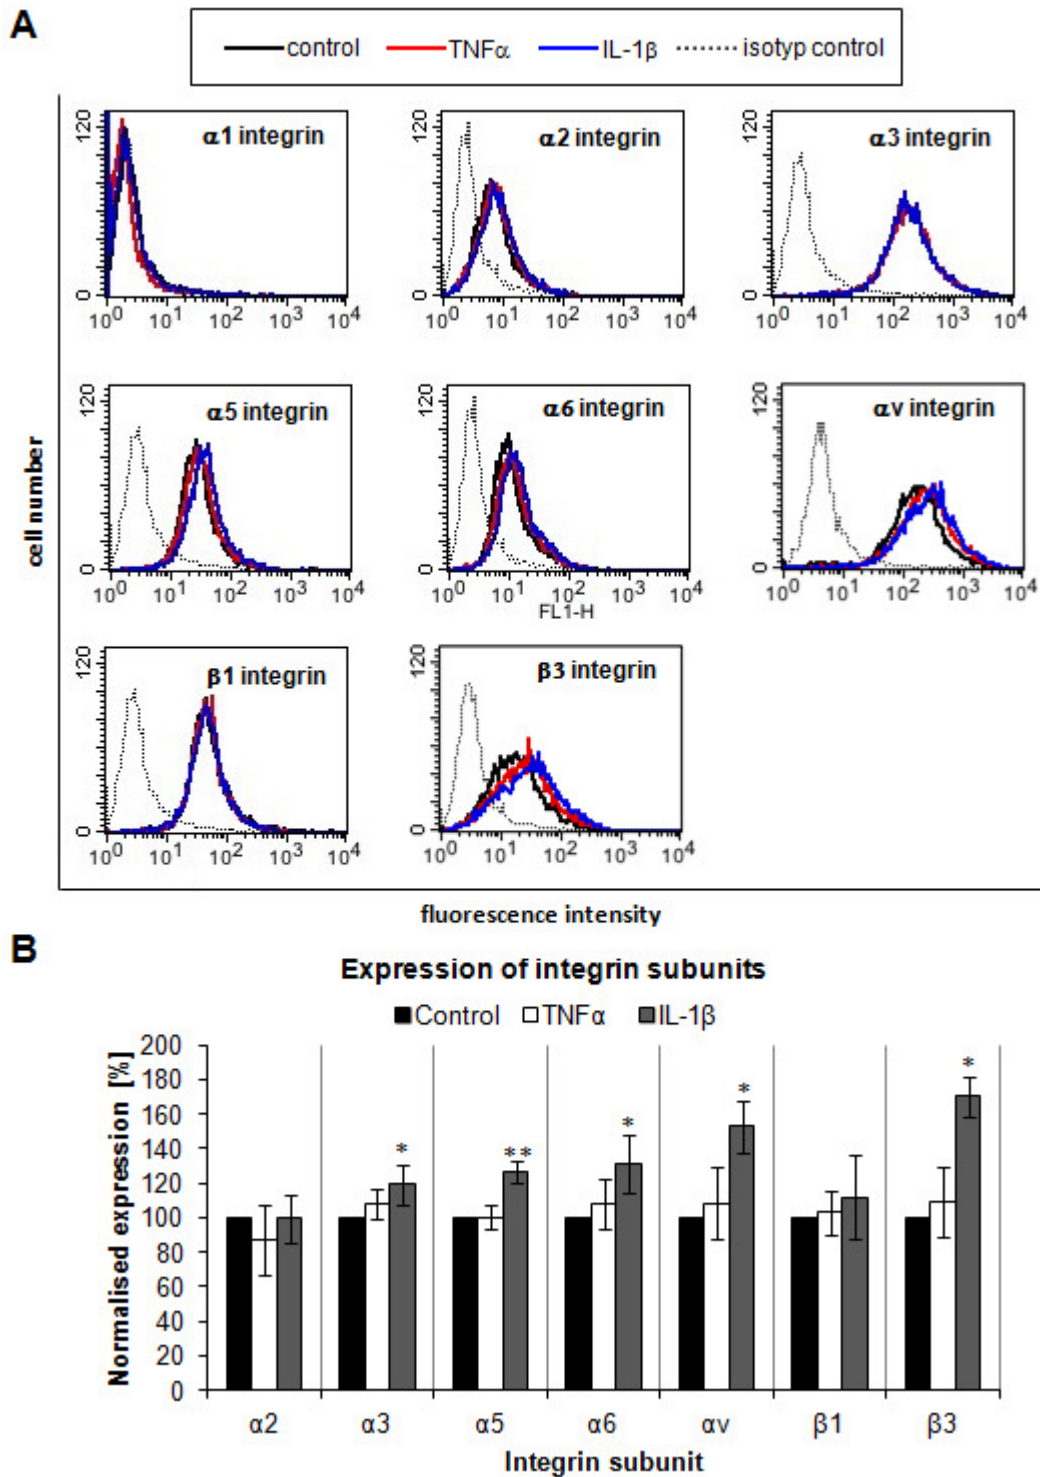 A
control TNFα IL-1β isotyp control
120 α1 integrin 120 α2 integrin 120 α3 integrin
0 0 0
10⁰ 10¹ 10² 10³ 10⁴ 10⁰ 10¹ 10² 10³ 10⁴ 10⁰ 10¹ 10² 10³ 10⁴
120 α5 integrin 120 α6 integrin 120 αv integrin
cell number
0 0 0
10⁰ 10¹ 10² 10³ 10⁴ 10⁰ 10¹ 10² 10³ 10⁴ 10⁰ 10¹ 10² 10³ 10⁴
FL1-H
120 β1 integrin 120 β3 integrin
0 0
10⁰ 10¹ 10² 10³ 10⁴ 10⁰ 10¹ 10² 10³ 10⁴
fluorescence intensity
B
Expression of integrin subunits
Control TNFα IL-1β
Normalised expression [%]
200
180
160
140
120
100
80
60
40
20
0
* ** * * *
α2 α3 α5 α6 αv β1 β3
Integrin subunit